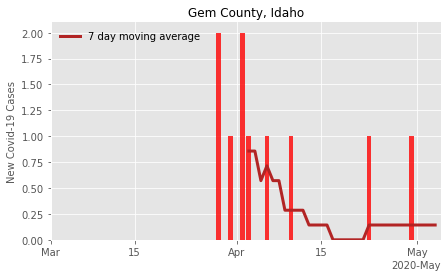 Gem County, Idaho
7 day moving average
New Covid-19 Cases
2.00
1.75
1.50
1.25
1.00
0.75
0.50
0.25
0.00
Mar
15
Apr
15
May
2020-May